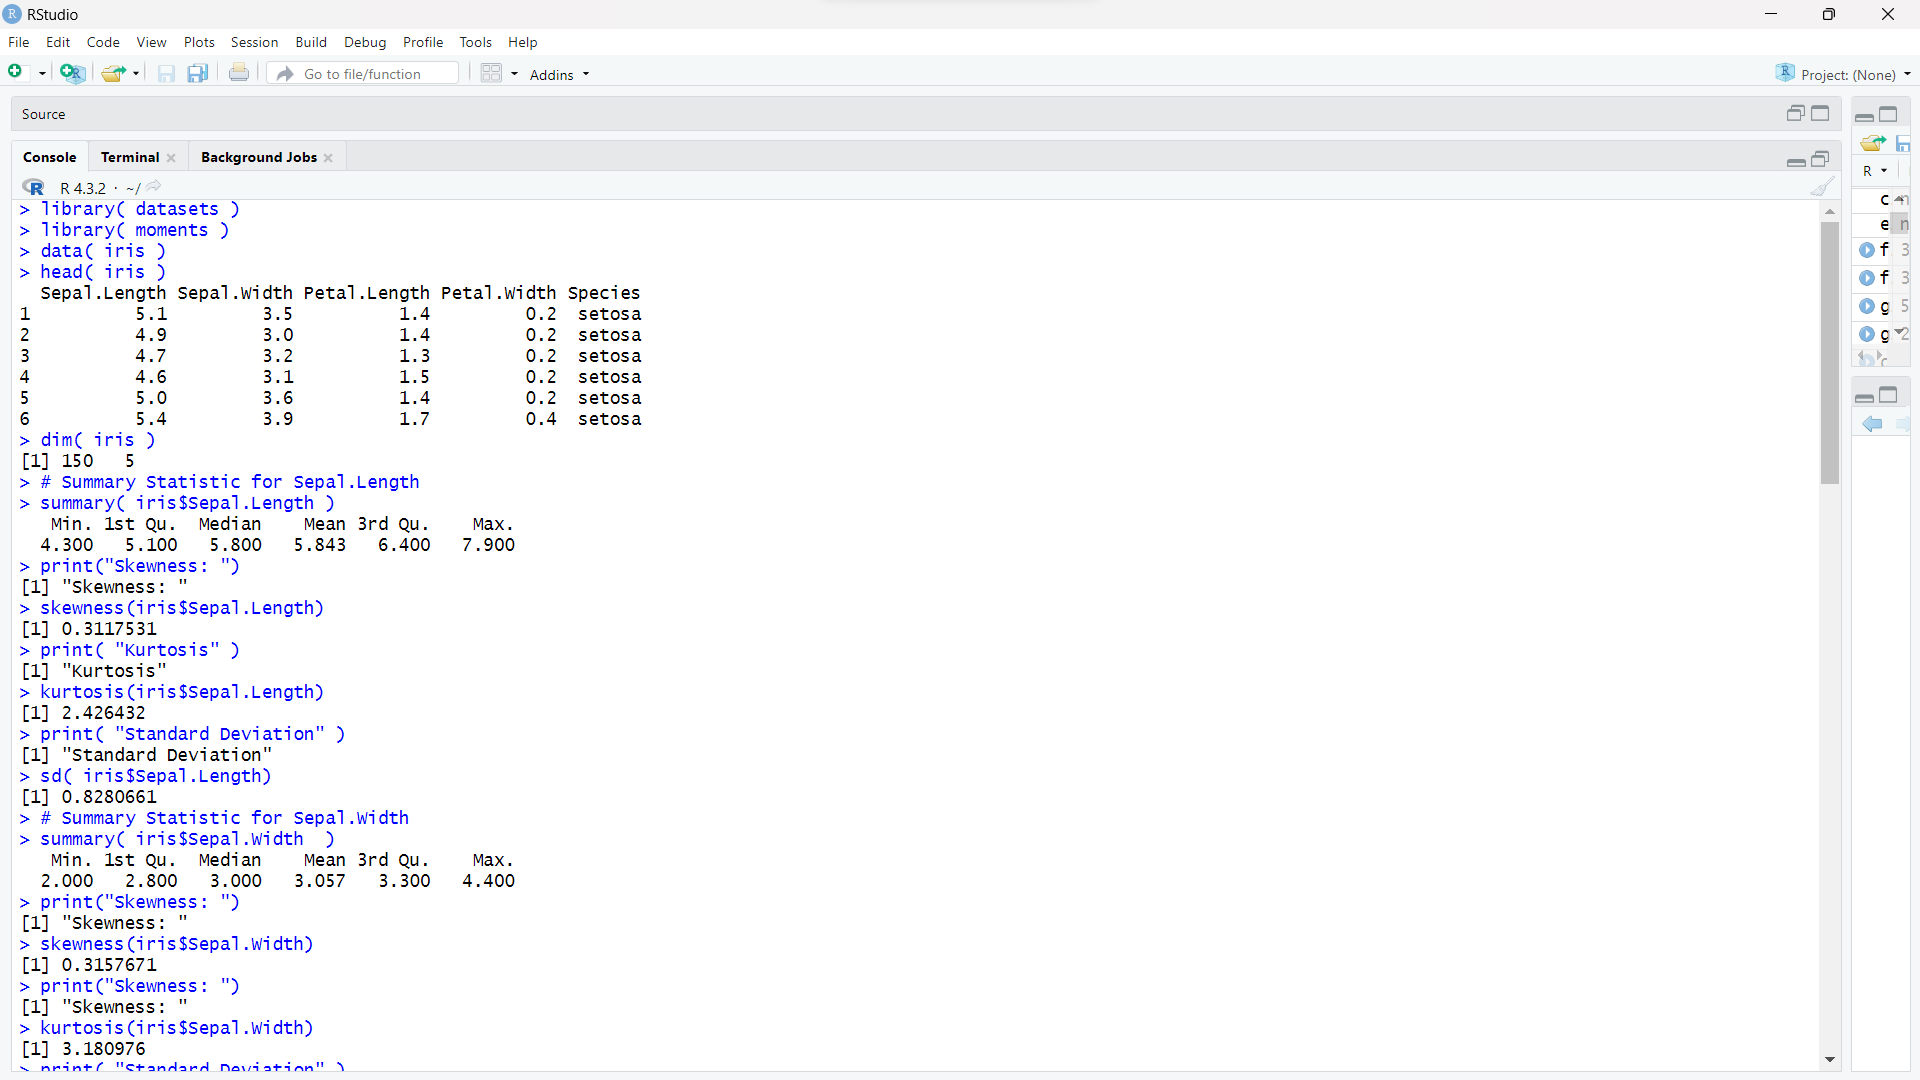 RStudio
File Edit Code View Plots Session Build Debug Profile Tools Help
Go to file/function Addins Project: (None)
Source
Console Terminal Background Jobs
R 4.3.2 · ~/
R
> library( datasets )
> library( moments )
> data( iris )
> head( iris )
  Sepal.Length Sepal.Width Petal.Length Petal.Width Species
1          5.1         3.5          1.4         0.2  setosa
2          4.9         3.0          1.4         0.2  setosa
3          4.7         3.2          1.3         0.2  setosa
4          4.6         3.1          1.5         0.2  setosa
5          5.0         3.6          1.4         0.2  setosa
6          5.4         3.9          1.7         0.4  setosa
> dim( iris )
[1] 150   5
> # Summary Statistic for Sepal.Length
> summary( iris$Sepal.Length )
   Min. 1st Qu.  Median    Mean 3rd Qu.    Max.
  4.300   5.100   5.800   5.843   6.400   7.900
> print("Skewness: ")
[1] "Skewness: "
> skewness(iris$Sepal.Length)
[1] 0.3117531
> print( "Kurtosis" )
[1] "Kurtosis"
> kurtosis(iris$Sepal.Length)
[1] 2.426432
> print( "Standard Deviation" )
[1] "Standard Deviation"
> sd( iris$Sepal.Length)
[1] 0.8280661
> # Summary Statistic for Sepal.Width
> summary( iris$Sepal.Width  )
   Min. 1st Qu.  Median    Mean 3rd Qu.    Max.
  2.000   2.800   3.000   3.057   3.300   4.400
> print("Skewness: ")
[1] "Skewness: "
> skewness(iris$Sepal.Width)
[1] 0.3157671
> print("Skewness: ")
[1] "Skewness: "
> kurtosis(iris$Sepal.Width)
[1] 3.180976
> print( "Standard Deviation" )
f 3
f 3
g 5
g 2